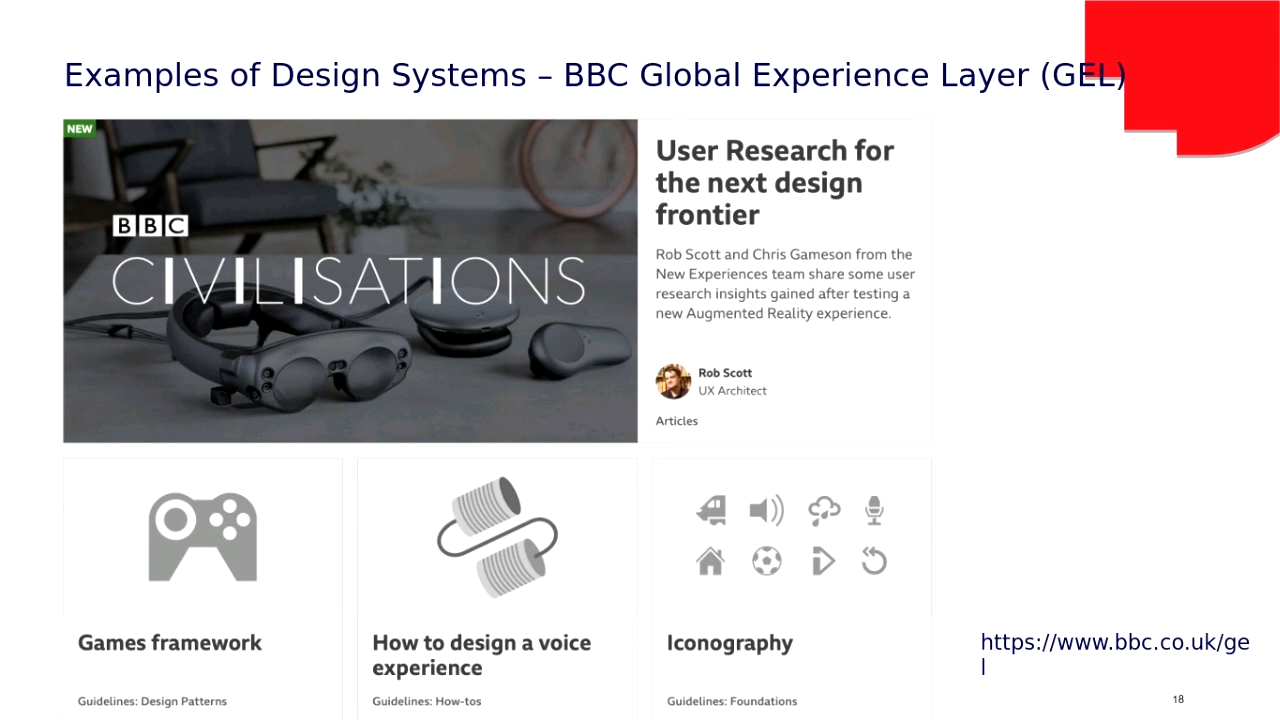 Examples of Design Systems – BBC Global Experience Layer (GEL)
NEW
BBC
CIVILISATIONS
User Research for
the next design
frontier
Rob Scott and Chris Gameson from the
New Experiences team share some user
research insights gained after testing a
new Augmented Reality experience.
Rob Scott
UX Architect
Articles
Games framework
Guidelines: Design Patterns
How to design a voice
experience
Guidelines: How-tos
Iconography
Guidelines: Foundations
https://www.bbc.co.uk/ge
l
18